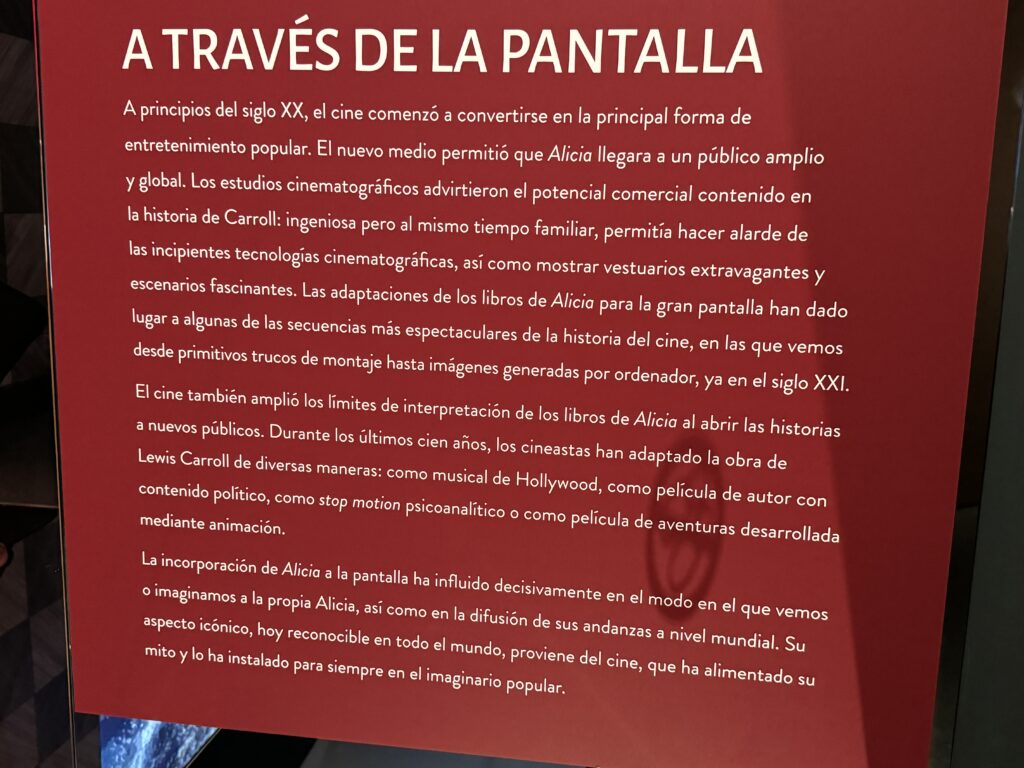 A TRAVÉS DE LA PANTALLA
A principios del siglo XX, el cine comenzó a convertirse en la principal forma de
entretenimiento popular. El nuevo medio permitió que Alicia llegara a un público amplio
y global. Los estudios cinematográficos advirtieron el potencial comercial contenido en
la historia de Carroll: ingeniosa pero al mismo tiempo familiar, permitía hacer alarde de
las incipientes tecnologías cinematográficas, así como mostrar vestuarios extravagantes y
escenarios fascinantes. Las adaptaciones de los libros de Alicia para la gran pantalla han dado
lugar a algunas de las secuencias más espectaculares de la historia del cine, en las que vemos
desde primitivos trucos de montaje hasta imágenes generadas por ordenador, ya en el siglo XXI.
El cine también amplió los límites de interpretación de los libros de Alicia al abrir las historias
a nuevos públicos. Durante los últimos cien años, los cineastas han adaptado la obra de
Lewis Carroll de diversas maneras: como musical de Hollywood, como película de autor con
contenido político, como stop motion psicoanalítico o como película de aventuras desarrollada
mediante animación.
La incorporación de Alicia a la pantalla ha influido decisivamente en el modo en el que vemos
o imaginamos a la propia Alicia, así como en la difusión de sus andanzas a nivel mundial. Su
aspecto icónico, hoy reconocible en todo el mundo, proviene del cine, que ha alimentado su
mito y lo ha instalado para siempre en el imaginario popular.